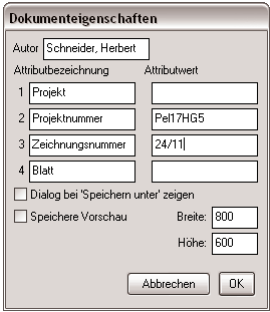 Dokumenteigenschaften
Autor Schneider, Herbert
Attributbezeichnung Attributwert
1 Projekt
2 Projektnummer Pel17HG5
3 Zeichnungsnummer 24/11
4 Blatt
Dialog bei 'Speichern unter' zeigen
Speichere Vorschau Breite: 800
Höhe: 600
Abbrechen OK